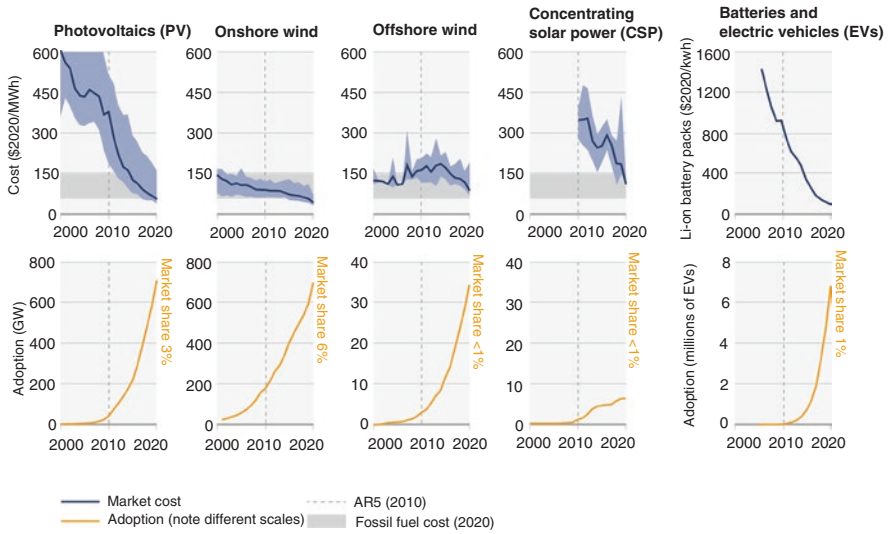 Photovoltaics (PV)
Onshore wind
Offshore wind
Concentrating
solar power (CSP)
Batteries and
electric vehicles (EVs)
Cost ($2020/MWh)
600
450
300
150
0
2000 2010 2020
600
450
300
150
0
2000 2010 2020
600
450
300
150
0
2000 2010 2020
600
450
300
150
0
2000 2010 2020
Li-on battery packs ($2020/kwh)
1600
1200
800
400
0
2000 2010 2020
Adoption (GW)
800
600
400
200
0
2000 2010 2020
Market share 3%
800
600
400
200
0
2000 2010 2020
Market share 6%
40
30
20
10
0
2000 2010 2020
Market share <1%
40
30
20
10
0
2000 2010 2020
Market share <1%
Adoption (millions of EVs)
8
6
4
2
0
2000 2010 2020
Market share 1%
Market cost
Adoption (note different scales)
AR5 (2010)
Fossil fuel cost (2020)